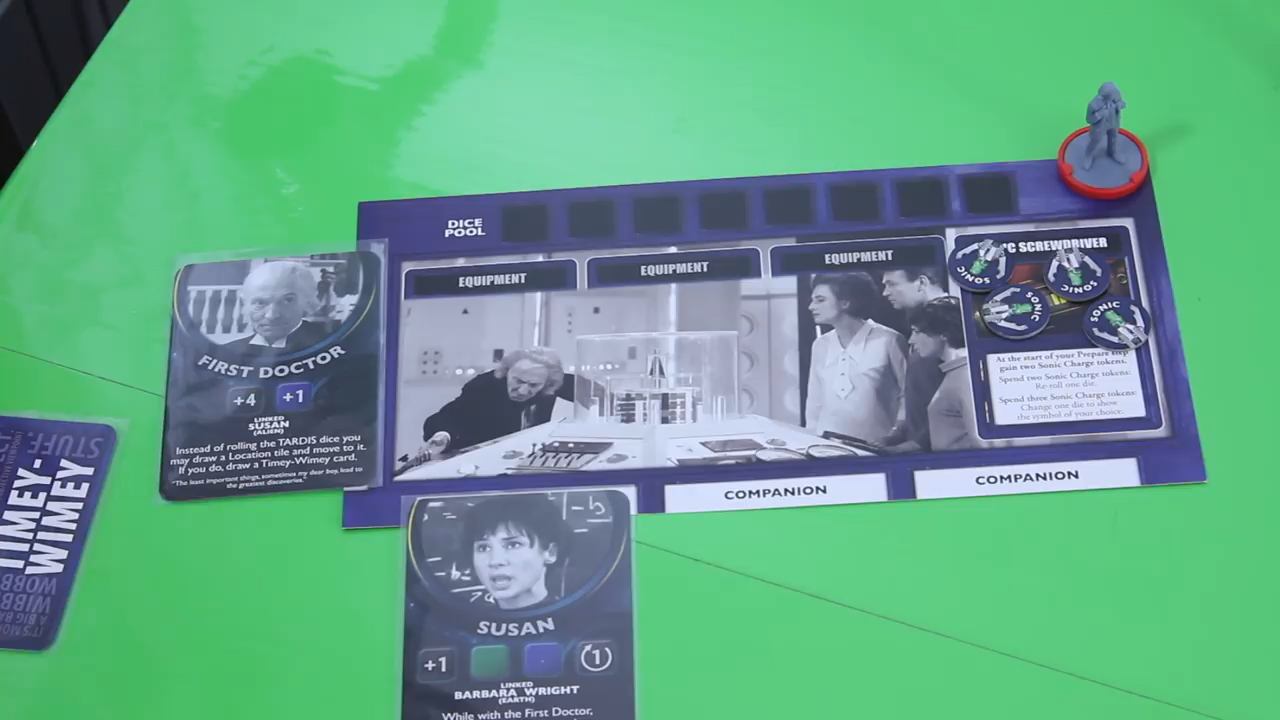 DICE
POOL
EQUIPMENT
EQUIPMENT
EQUIPMENT
SCREWDRIVER
SONIC
SONIC
SONIC
SONIC
At the start of your Prepare step
gain two Sonic Charge tokens.
Spend two Sonic Charge tokens:
Re-roll one die.
Spend three Sonic Charge tokens:
Change one die to show
the symbol of your choice.
FIRST DOCTOR
+4 +1
LINKED
SUSAN
(ALIEN)
Instead of rolling the TARDIS dice you
may draw a Location tile and move to it.
If you do, draw a Timey-Wimey card.
"The least important things, sometimes my dear boy, lead to
the greatest discoveries."
COMPANION
COMPANION
STUFF
TIMEY-
WIMEY
SUSAN
+1 1
LINKED
BARBARA WRIGHT
(EARTH)
While with the First Doctor,